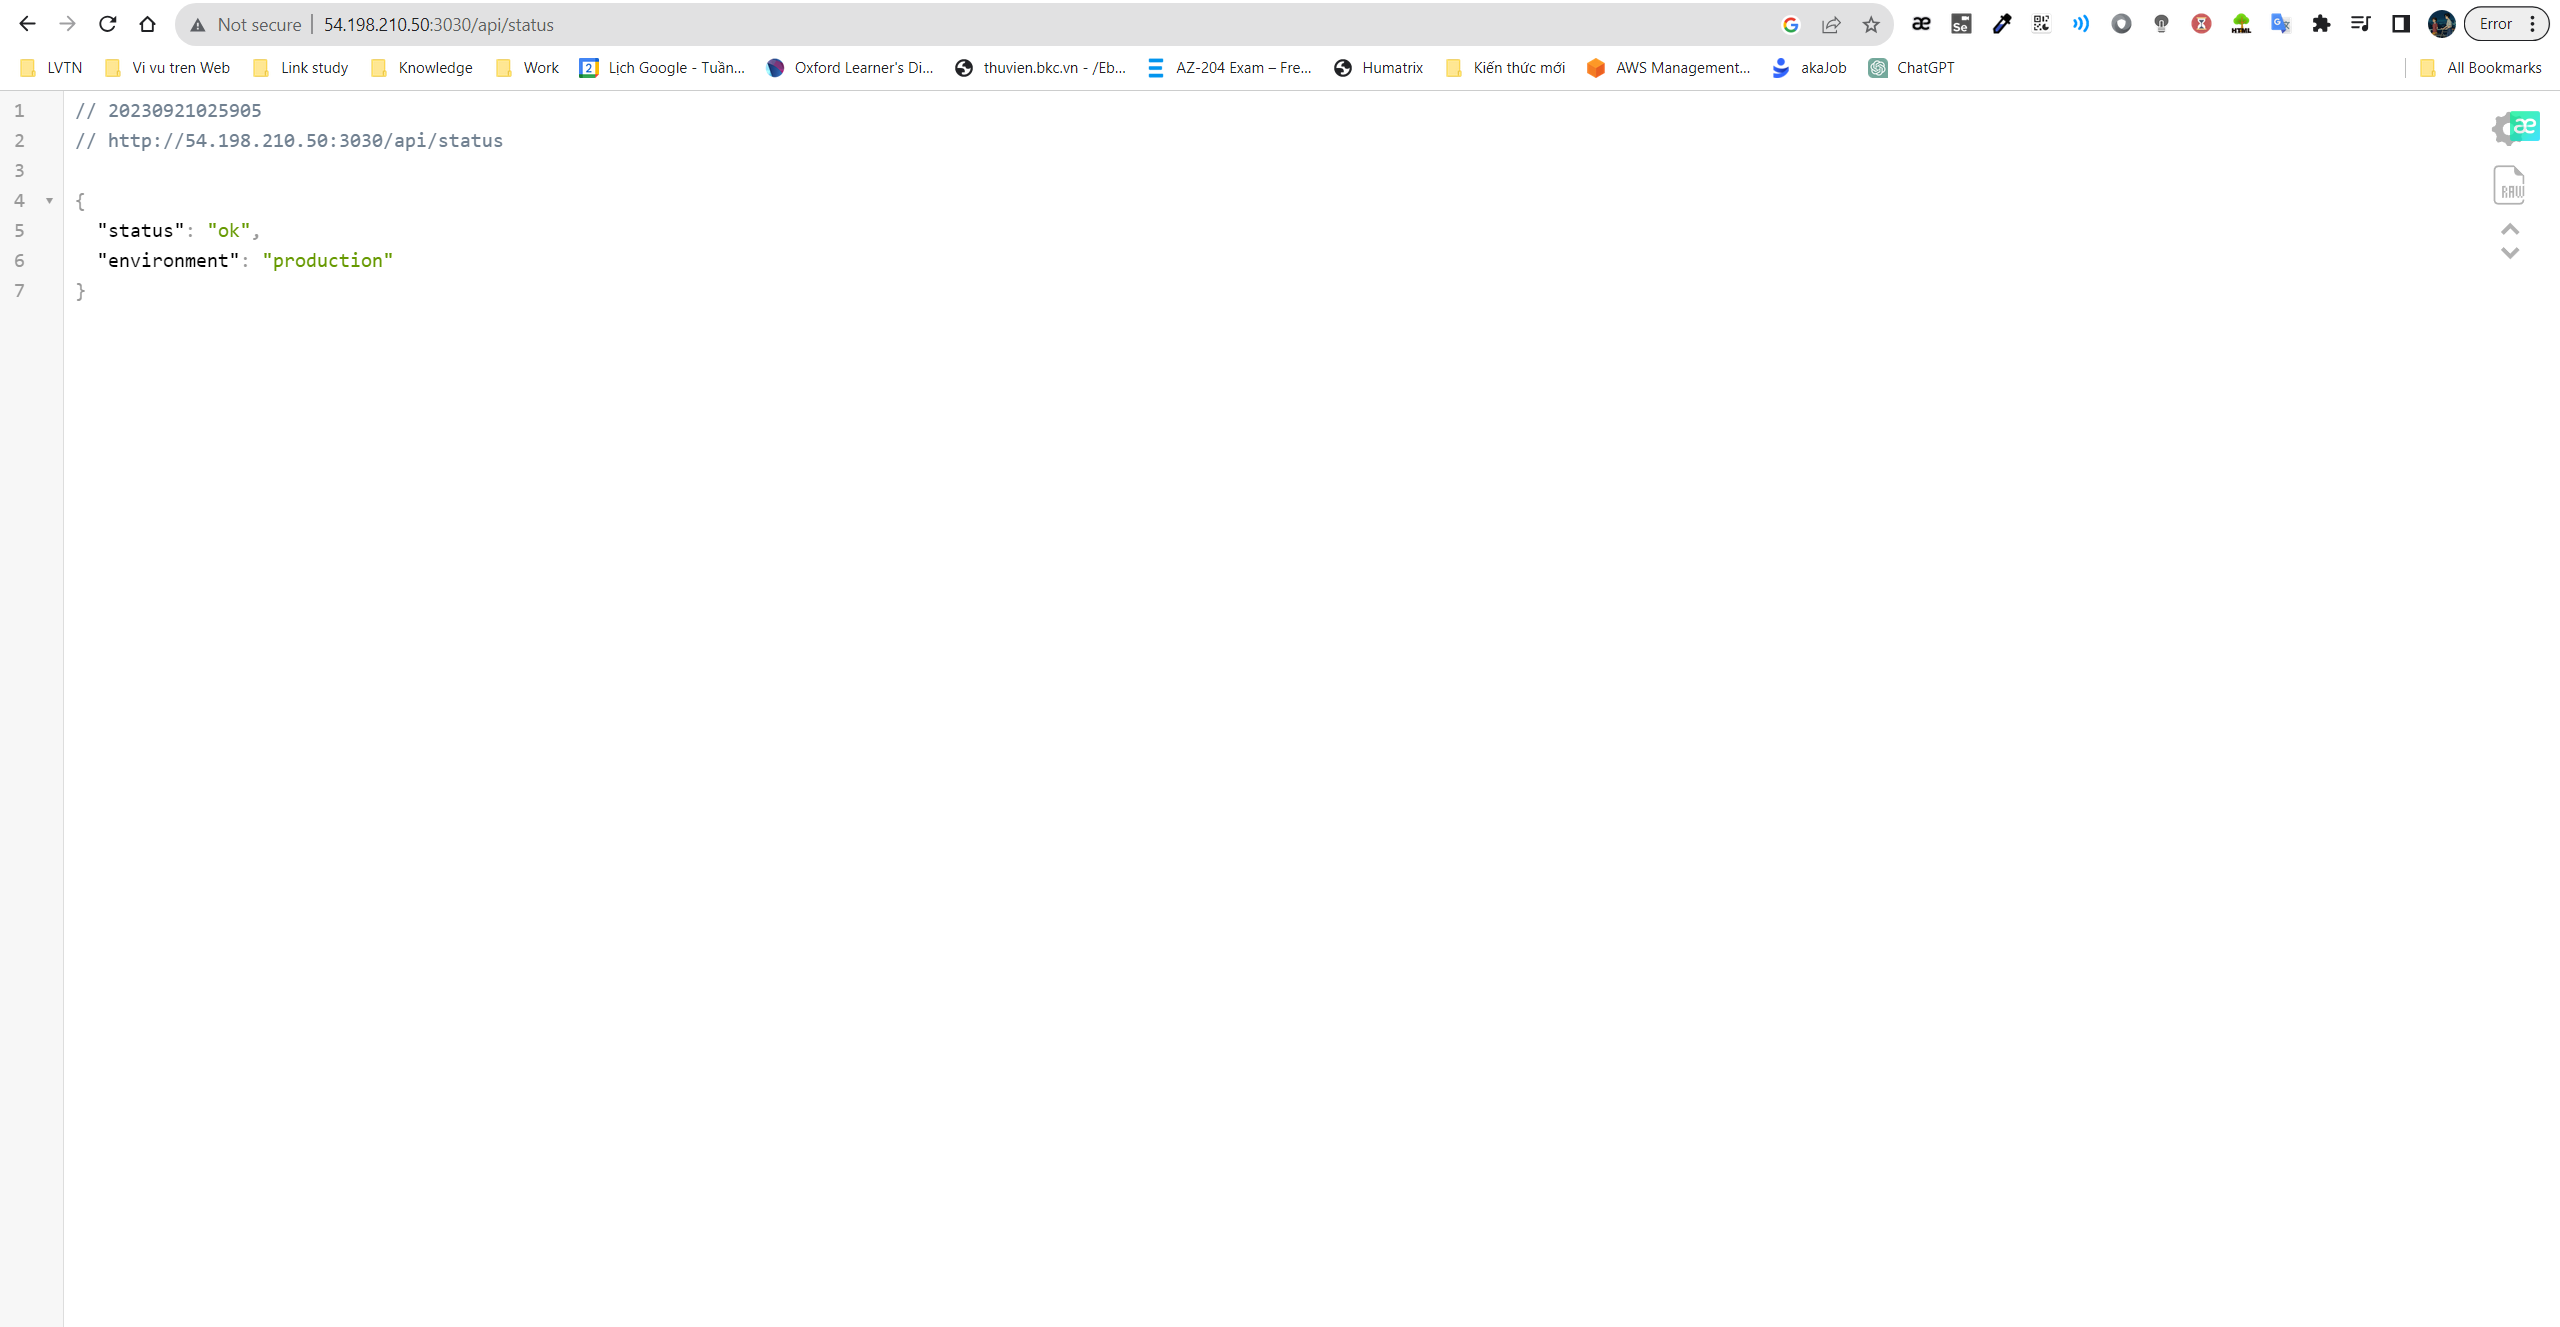 Not secure | 54.198.210.50:3030/api/status
Error
LVTN Vi vu tren Web Link study Knowledge Work Lịch Google - Tuần... Oxford Learner's Di... thuvien.bkc.vn - /Eb... AZ-204 Exam – Fre... Humatrix Kiến thức mới AWS Management... akaJob ChatGPT All Bookmarks
1 // 20230921025905
2 // http://54.198.210.50:3030/api/status
3
4 {
5 "status": "ok",
6 "environment": "production"
7 }
æ
RAW